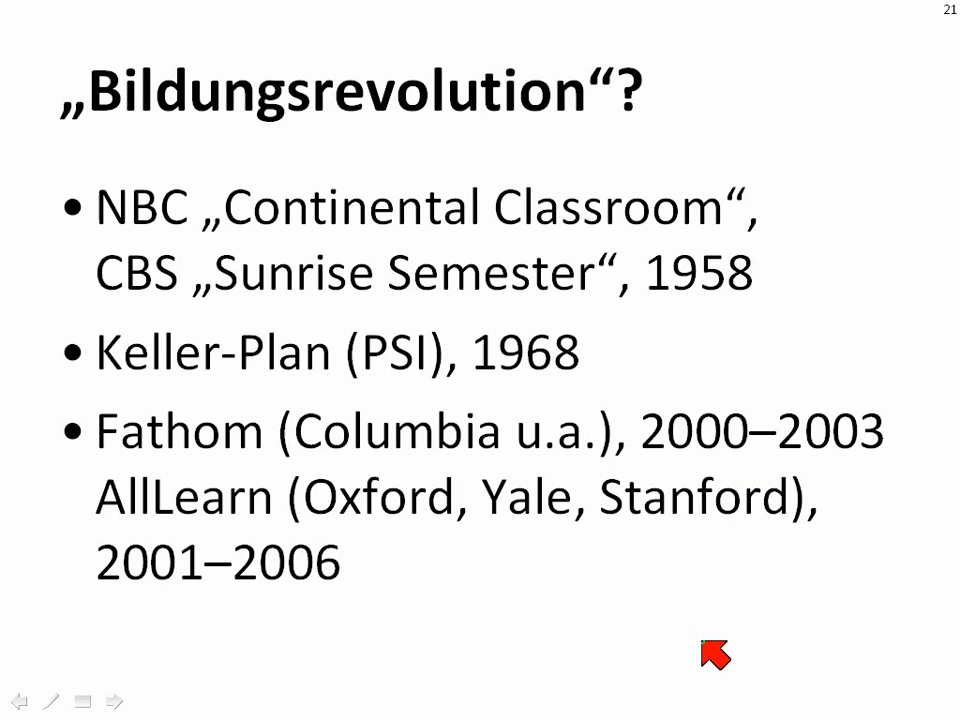 21
„Bildungsrevolution“?
• NBC „Continental Classroom“,
CBS „Sunrise Semester“, 1958
• Keller-Plan (PSI), 1968
• Fathom (Columbia u.a.), 2000–2003
AllLearn (Oxford, Yale, Stanford),
2001–2006